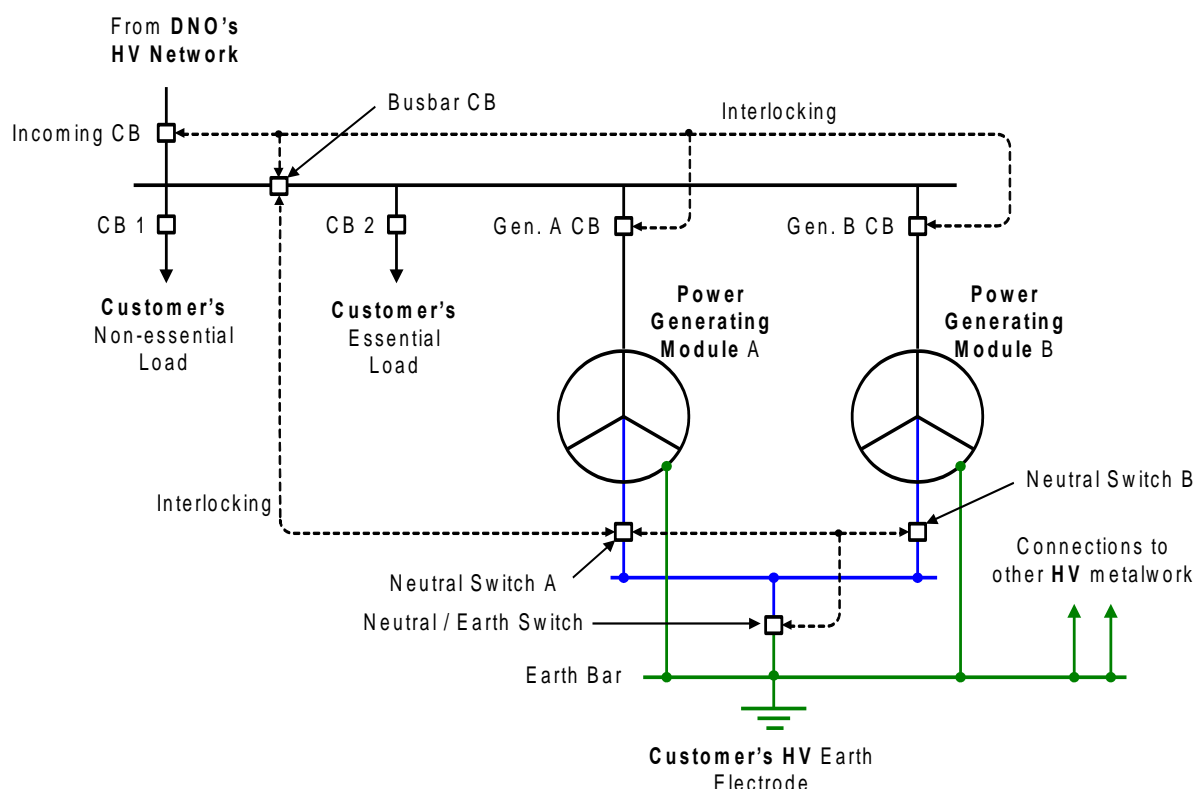 From DNO's
HV Network
Busbar CB
Interlocking
Incoming CB
CB 1
CB 2
Gen. A CB
Gen. B CB
Customer's
Non-essential
Load
Customer's
Essential
Load
Power
Generating
Module A
Power
Generating
Module B
Interlocking
Neutral Switch B
Connections to
other HV metalwork
Neutral Switch A
Neutral / Earth Switch
Earth Bar
Customer's HV Earth
Electrode